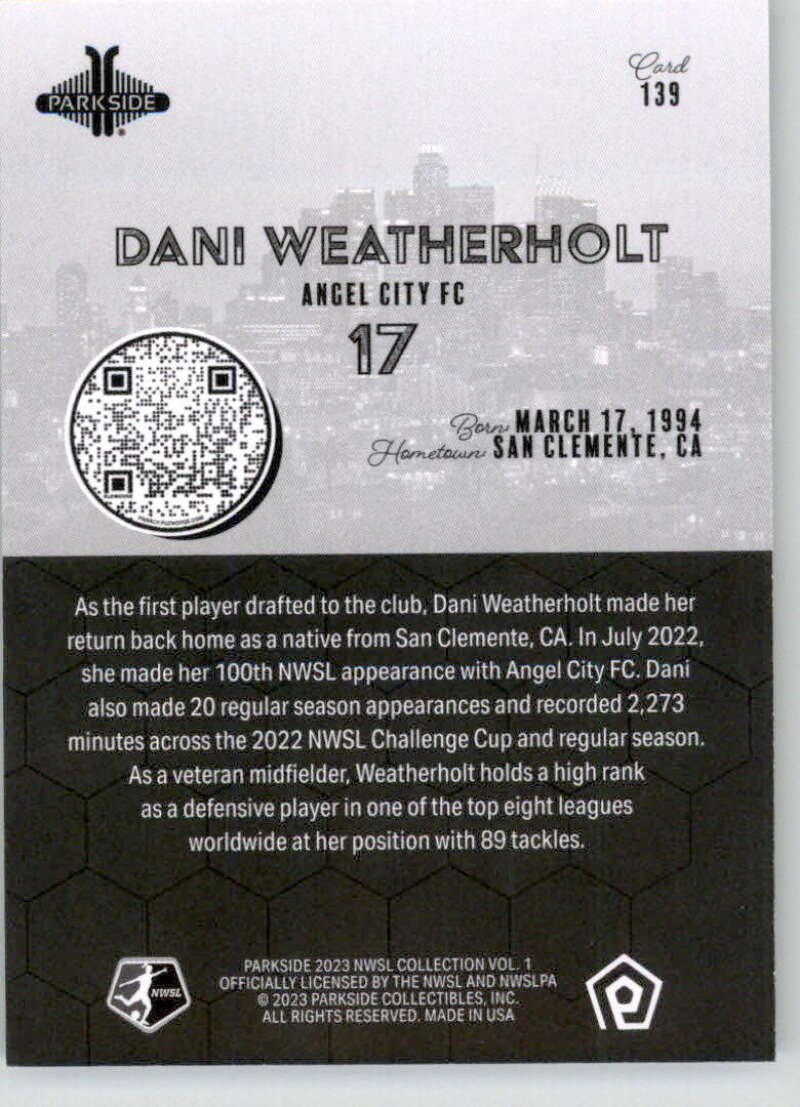 PARKSIDE
Card
139
DANI WEATHERHOLT
ANGEL CITY FC
17
Born MARCH 17, 1994
Hometown SAN CLEMENTE, CA
As the first player drafted to the club, Dani Weatherholt made her
return back home as a native from San Clemente, CA. In July 2022,
she made her 100th NWSL appearance with Angel City FC. Dani
also made 20 regular season appearances and recorded 2,273
minutes across the 2022 NWSL Challenge Cup and regular season.
As a veteran midfielder, Weatherholt holds a high rank
as a defensive player in one of the top eight leagues
worldwide at her position with 89 tackles.
NWSL
PARKSIDE 2023 NWSL COLLECTION VOL. 1
OFFICIALLY LICENSED BY THE NWSL AND NWSLPA
© 2023 PARKSIDE COLLECTIBLES, INC.
ALL RIGHTS RESERVED. MADE IN USA